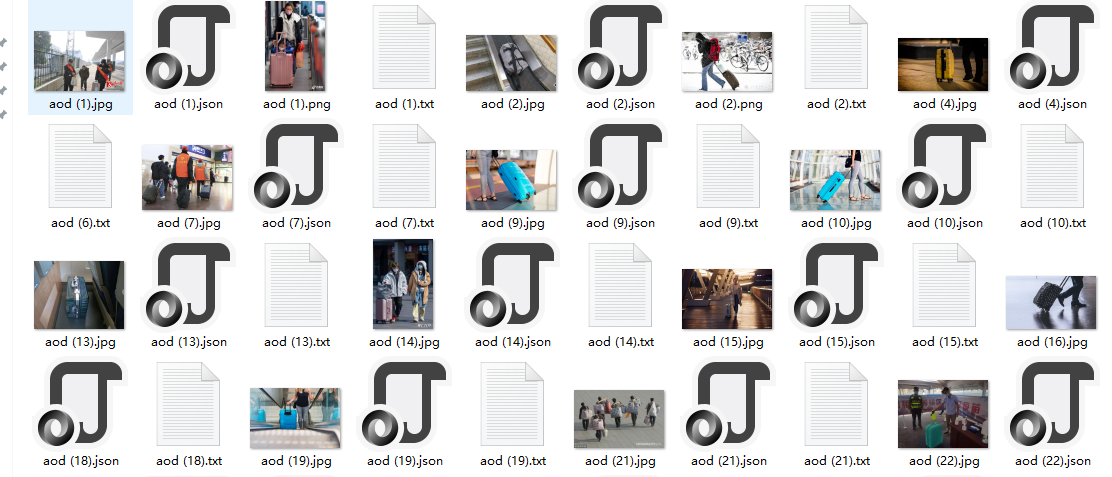 aod (1).jpg
aod (1).json
aod (1).png
aod (1).txt
aod (2).jpg
aod (2).json
aod (2).png
aod (2).txt
aod (4).jpg
aod (4).json
aod (6).txt
aod (7).jpg
aod (7).json
aod (7).txt
aod (9).jpg
aod (9).json
aod (9).txt
aod (10).jpg
aod (10).json
aod (10).txt
aod (13).jpg
aod (13).json
aod (13).txt
aod (14).jpg
aod (14).json
aod (14).txt
aod (15).jpg
aod (15).json
aod (15).txt
aod (16).jpg
aod (18).json
aod (18).txt
aod (19).jpg
aod (19).json
aod (19).txt
aod (21).jpg
aod (21).json
aod (21).txt
aod (22).jpg
aod (22).json